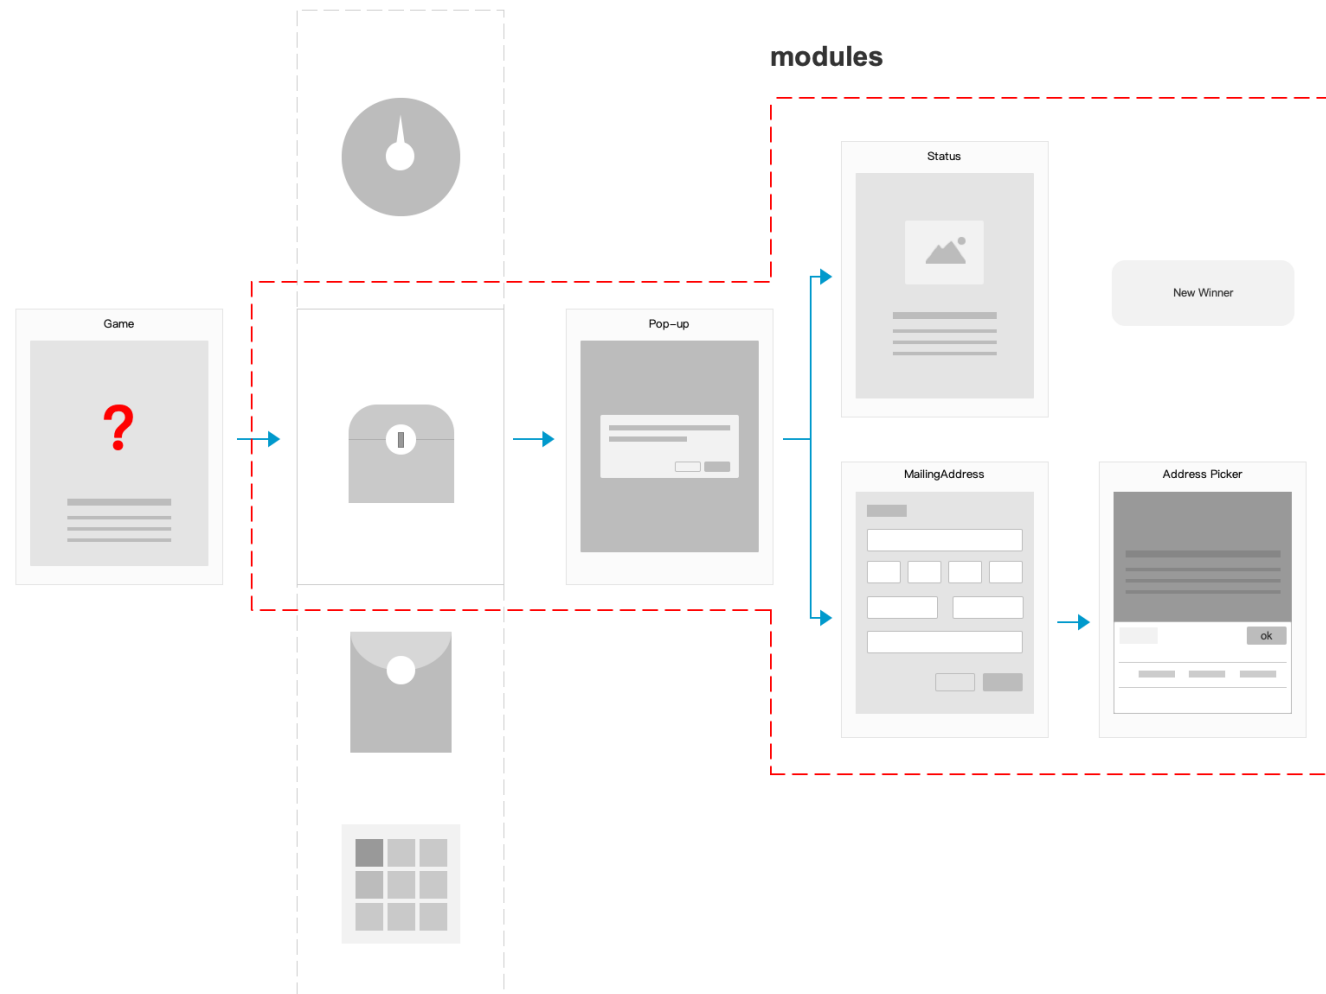 modules
Status
New Winner
Game
?
Pop-up
MailingAddress
Address Picker
ok